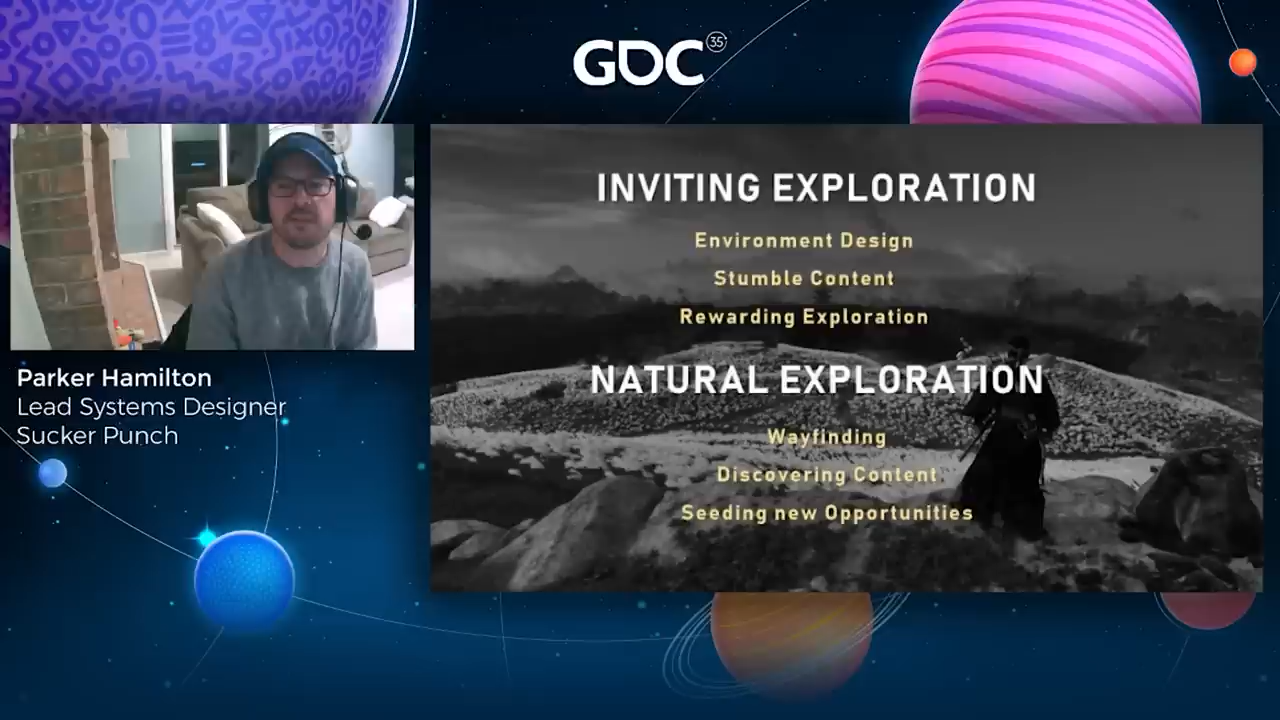 GDC 35
Parker Hamilton
Lead Systems Designer
Sucker Punch
INVITING EXPLORATION
Environment Design
Stumble Content
Rewarding Exploration
NATURAL EXPLORATION
Wayfinding
Discovering Content
Seeding new Opportunities